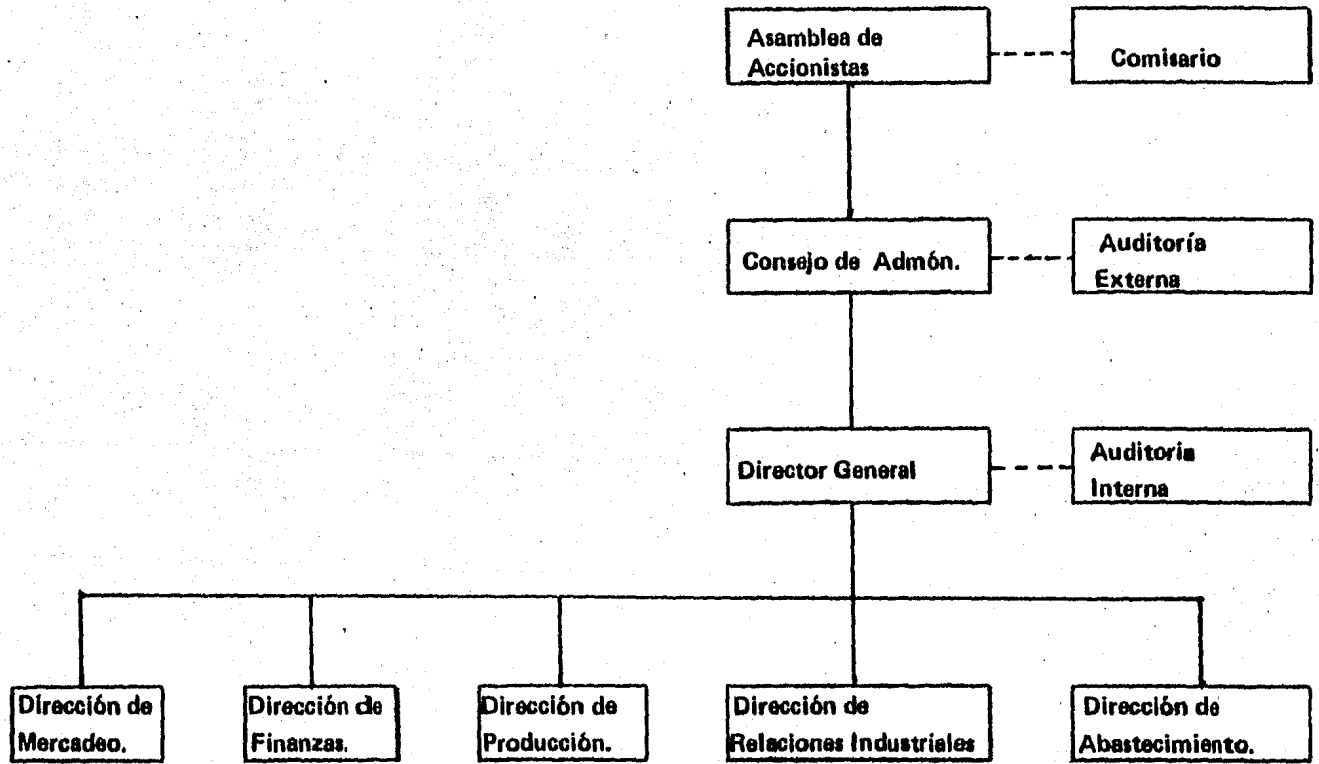 Asamblea de
Accionistas
Comisario
Consejo de Admón.
Auditoría
Externa
Director General
Auditoria
Interna
Dirección de
Mercadeo.
Dirección de
Finanzas.
Dirección de
Producción.
Dirección de
Relaciones Industriales
Dirección de
Abastecimiento.